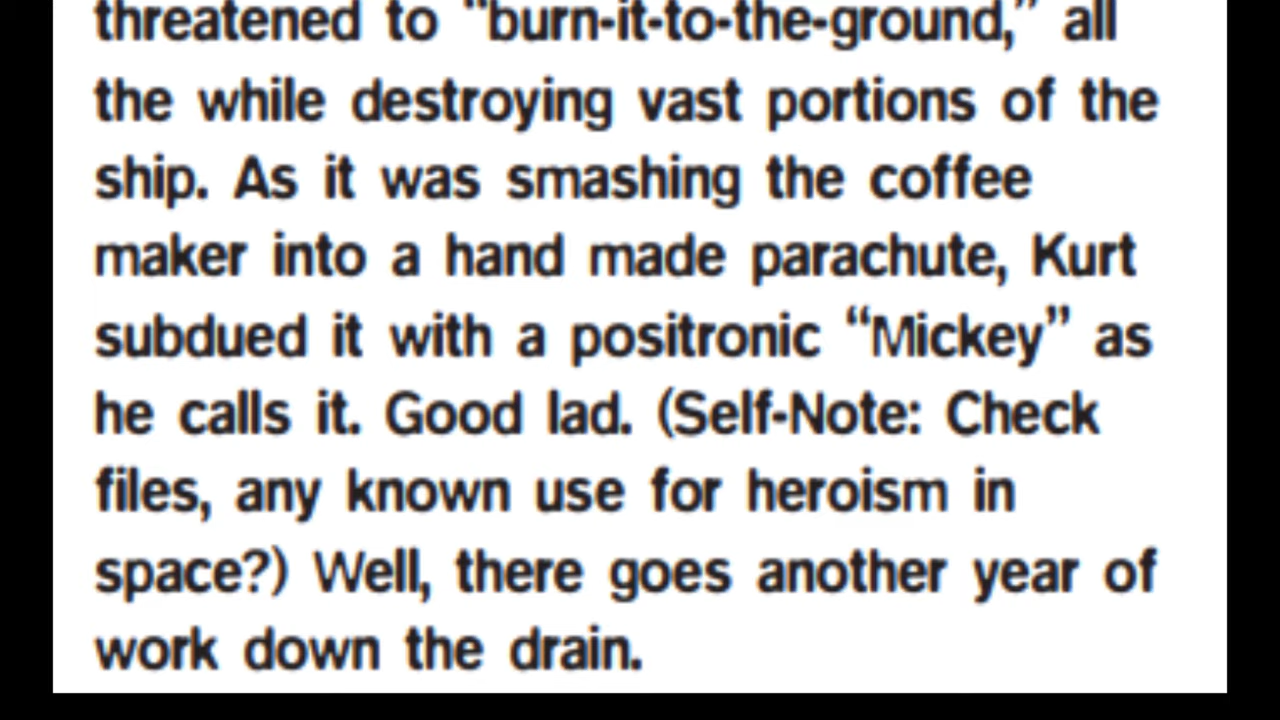 threatened to “burn-it-to-the-ground,” all
the while destroying vast portions of the
ship. As it was smashing the coffee
maker into a hand made parachute, Kurt
subdued it with a positronic “Mickey” as
he calls it. Good lad. (Self-Note: Check
files, any known use for heroism in
space?) Well, there goes another year of
work down the drain.